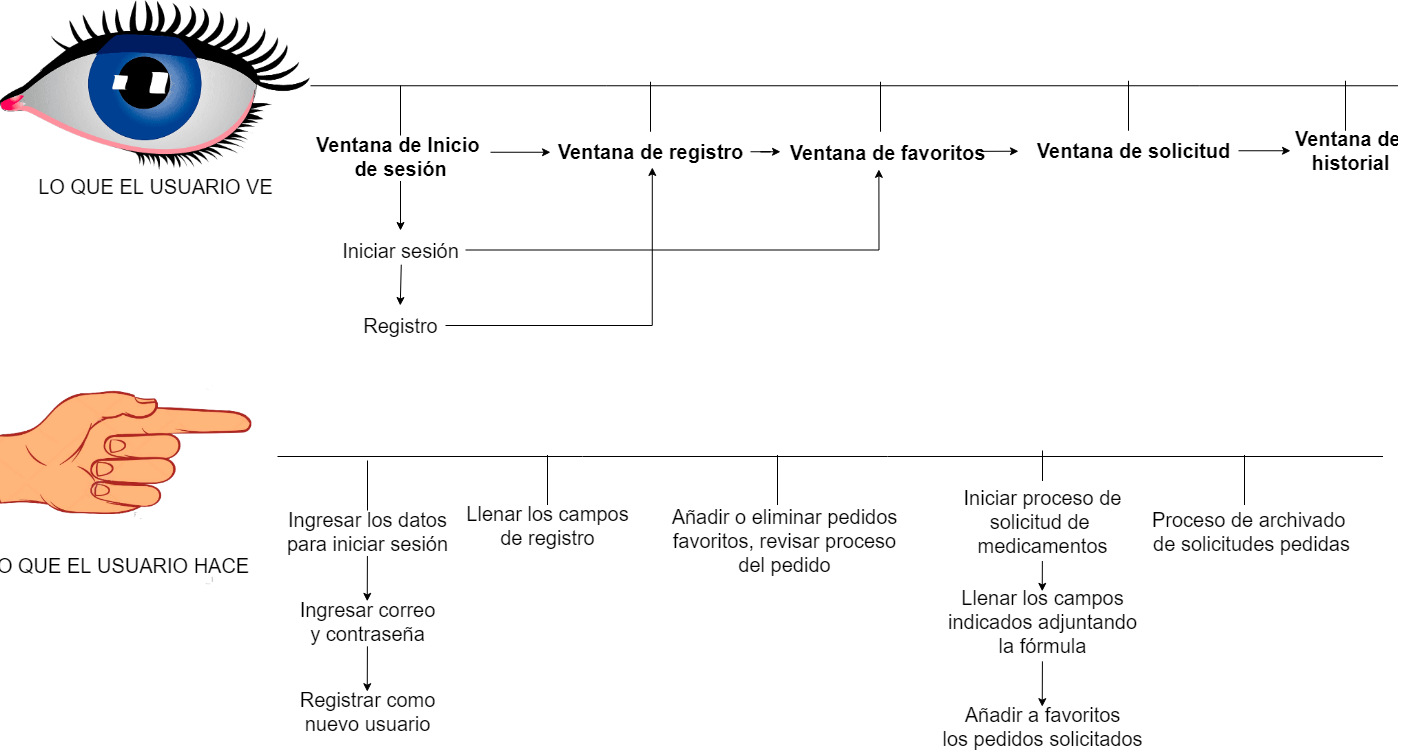 LO QUE EL USUARIO VE
Ventana de Inicio
de sesión
Ventana de registro
Ventana de favoritos
Ventana de solicitud
Ventana de
historial
Iniciar sesión
Registro
O QUE EL USUARIO HACE
Ingresar los datos
para iniciar sesión
Ingresar correo
y contraseña
Registrar como
nuevo usuario
Llenar los campos
de registro
Añadir o eliminar pedidos
favoritos, revisar proceso
del pedido
Iniciar proceso de
solicitud de
medicamentos
Llenar los campos
indicados adjuntando
la fórmula
Añadir a favoritos
los pedidos solicitados
Proceso de archivado
de solicitudes pedidas